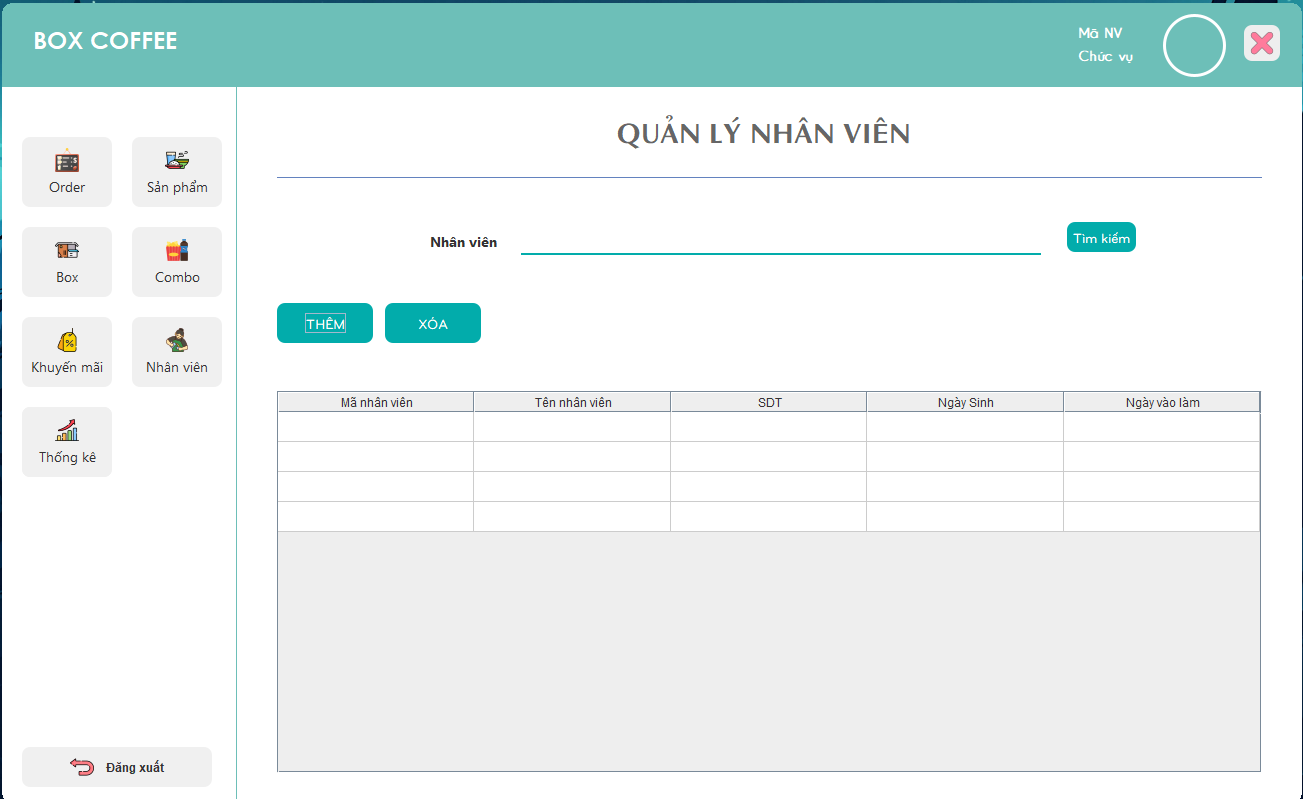 BOX COFFEE
Mã NV
Chức vụ
Order
Sản phẩm
Box
Combo
Khuyến mãi
Nhân viên
Thống kê
Đăng xuất
QUẢN LÝ NHÂN VIÊN
Nhân viên
Tìm kiếm
THÊM
XÓA
Mã nhân viên
Tên nhân viên
SDT
Ngày Sinh
Ngày vào làm